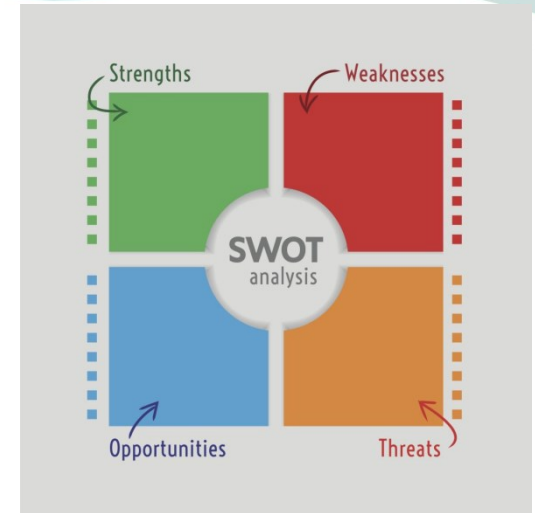 Strengths
Weaknesses
SWOT
analysis
Opportunities
Threats